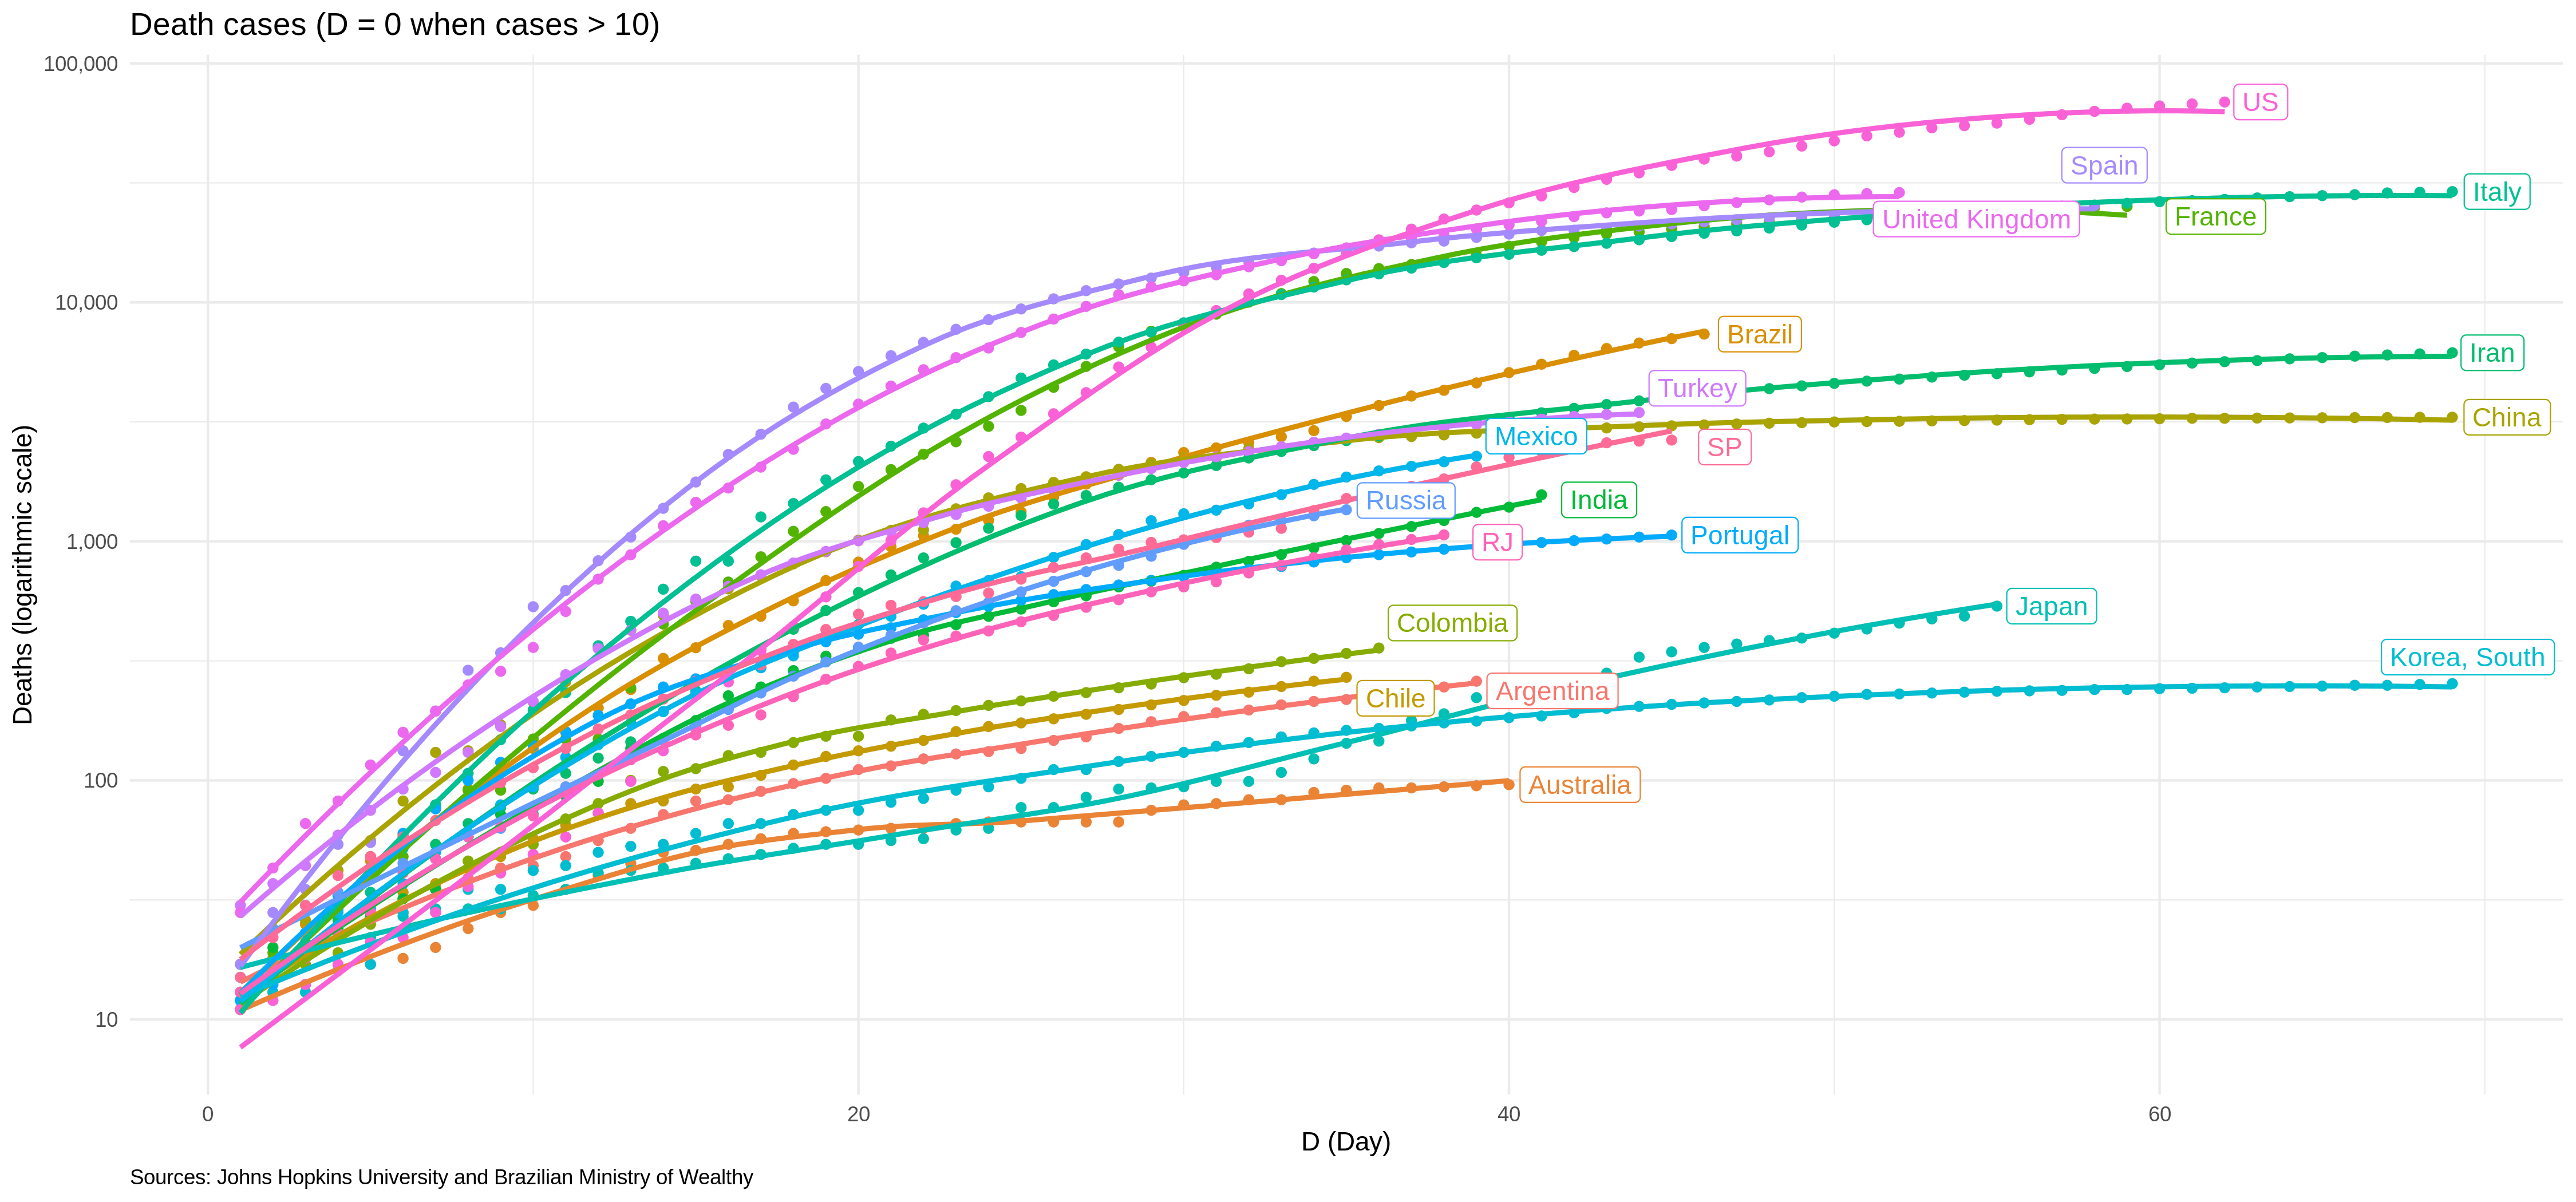 Death cases (D = 0 when cases > 10)
100,000
10,000
1,000
100
10
Deaths (logarithmic scale)
US
Spain
Italy
France
United Kingdom
Brazil
Iran
Turkey
China
Mexico
SP
Russia
India
Portugal
RJ
Japan
Colombia
Korea, South
Argentina
Chile
Australia
0
20
40
60
D (Day)
Sources: Johns Hopkins University and Brazilian Ministry of Wealthy